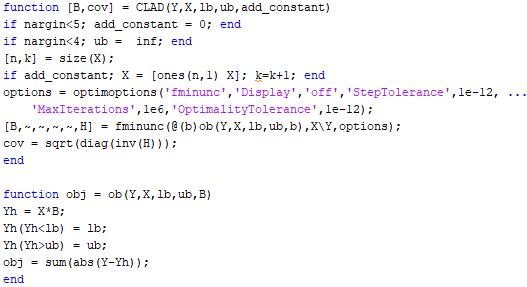 function [B,cov] = CLAD(Y,X,lb,ub,add_constant)
if nargin<5; add_constant = 0; end
if nargin<4; ub =  inf; end
[n,k] = size(X);
if add_constant; X = [ones(n,1) X]; k=k+1; end
options = optimoptions('fminunc','Display','off','StepTolerance',1e-12, ...
    'MaxIterations',1e6,'OptimalityTolerance',1e-12);
[B,~,~,~,~,H] = fminunc(@(b)ob(Y,X,lb,ub,b),X\Y,options);
cov = sqrt(diag(inv(H)));
end

function obj = ob(Y,X,lb,ub,B)
Yh = X*B;
Yh(Yh<lb) = lb;
Yh(Yh>ub) = ub;
obj = sum(abs(Y-Yh));
end